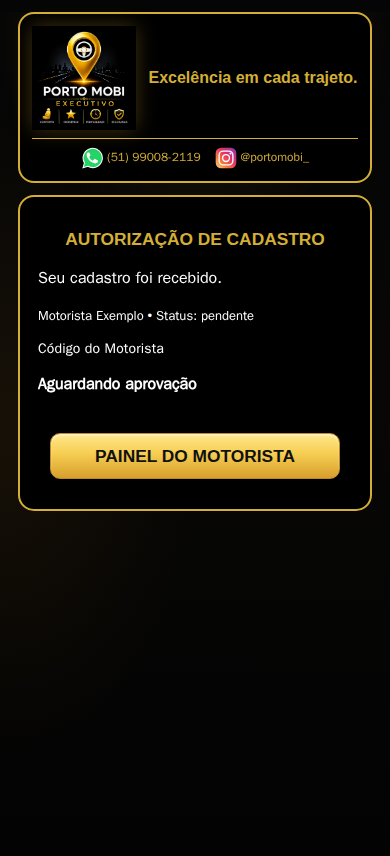 PORTO MOBI
EXECUTIVO
Excelência em cada trajeto.
(51) 99008-2119 @portomobi_
AUTORIZAÇÃO DE CADASTRO
Seu cadastro foi recebido.
Motorista Exemplo • Status: pendente
Código do Motorista
Aguardando aprovação
PAINEL DO MOTORISTA